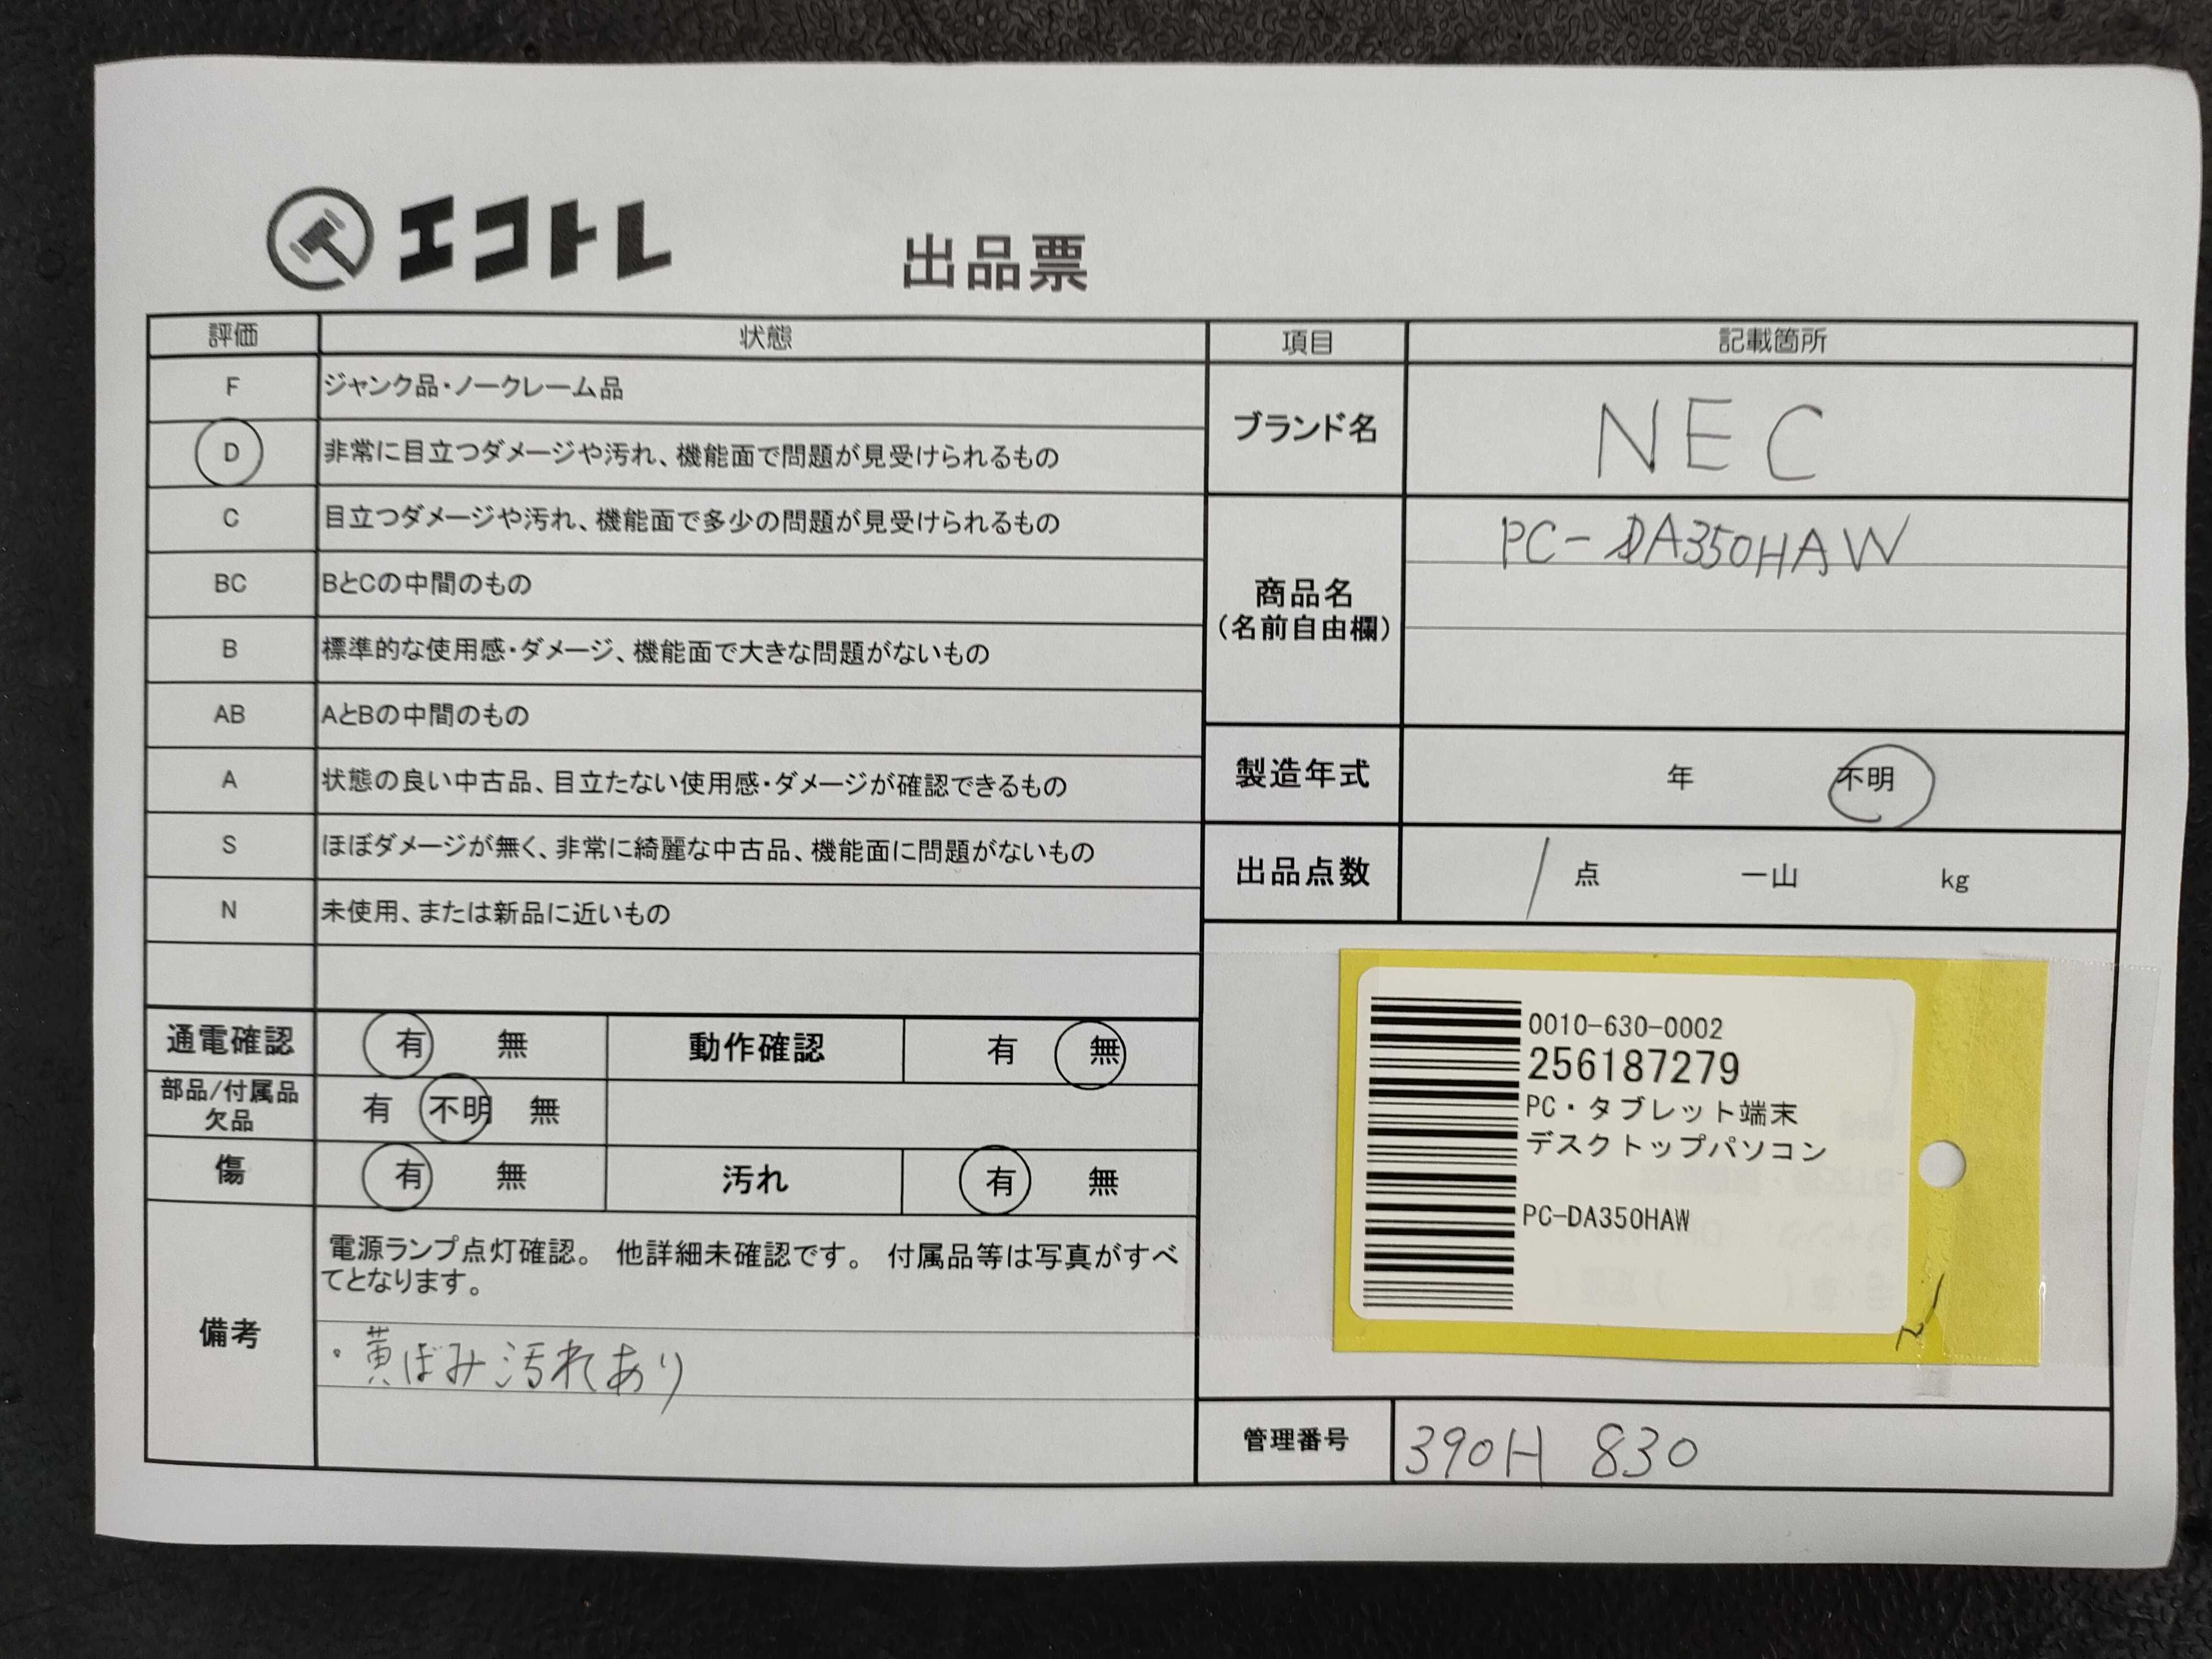 エコトレ
出品票
評価 状態
F ジャンク品・ノークレーム品
D 非常に目立つダメージや汚れ、機能面で問題が見受けられるもの
C 目立つダメージや汚れ、機能面で多少の問題が見受けられるもの
BC BとCの中間のもの
B 標準的な使用感・ダメージ、機能面で大きな問題がないもの
AB AとBの中間のもの
A 状態の良い中古品、目立たない使用感・ダメージが確認できるもの
S ほぼダメージが無く、非常に綺麗な中古品、機能面に問題がないもの
N 未使用、または新品に近いもの
通電確認 有 無 動作確認 有 無
部品/付属品
欠品 有 不明 無
傷 有 無 汚れ 有 無
備考
電源ランプ点灯確認。 他詳細未確認です。 付属品等は写真がすべ
てとなります。
・黄ばみ汚れあり
項目 記載箇所
ブランド名 NEC
商品名
(名前自由欄)
PC-DA350HAW
製造年式 年 不明
出品点数 1 点 一山 kg
0010-630-0002
256187279
PC・タブレット端末
デスクトップパソコン
PC-DA350HAW
管理番号 390H 830